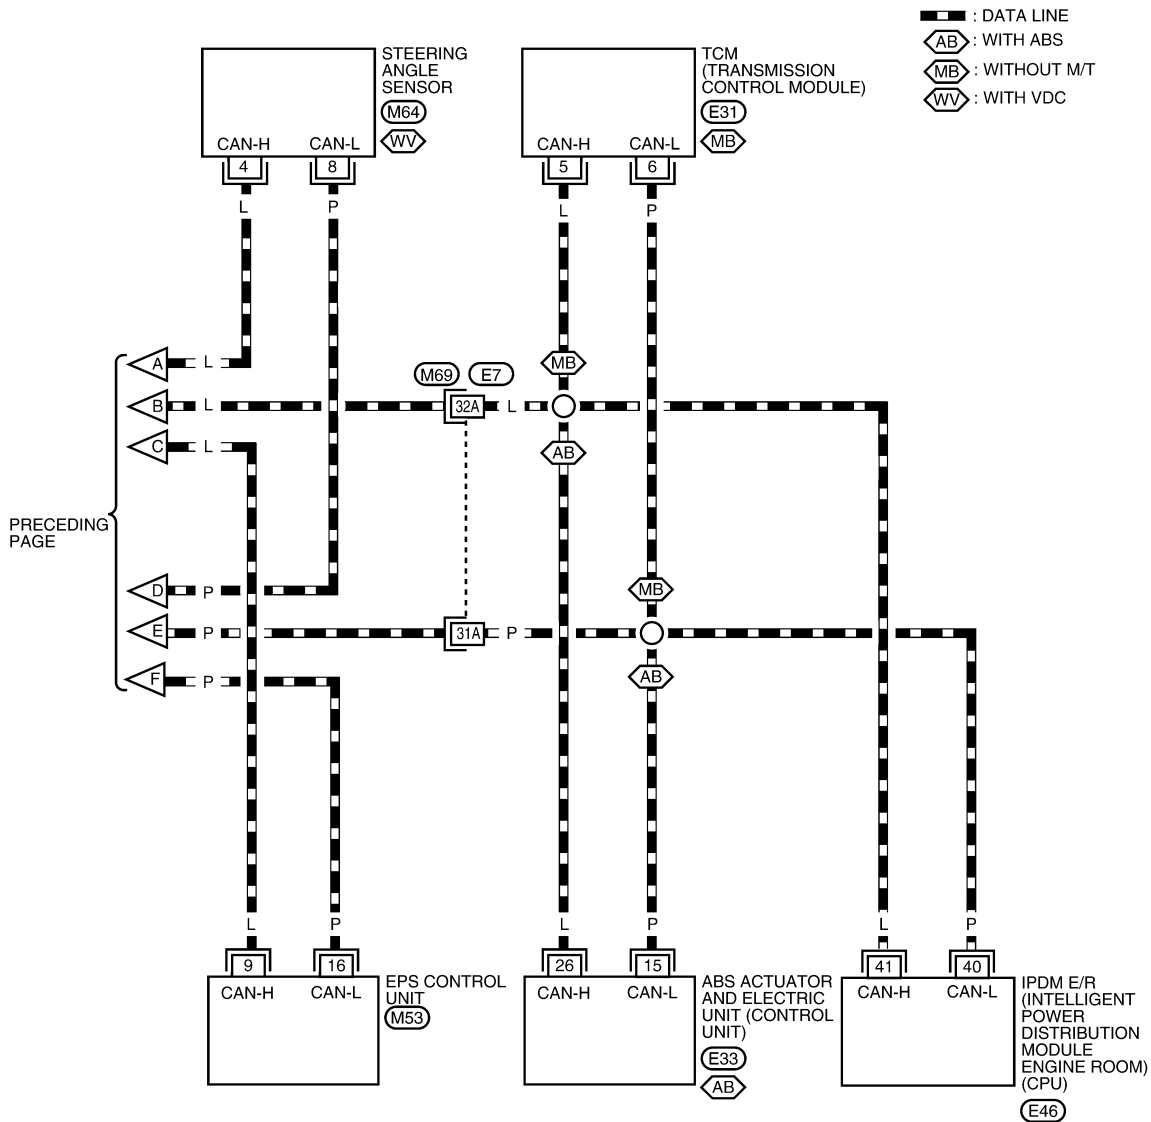 : DATA LINE
AB : WITH ABS
MB : WITHOUT M/T
WV : WITH VDC
STEERING
ANGLE
SENSOR
M64
WV
CAN-H CAN-L
4 8
L P
TCM
(TRANSMISSION
CONTROL MODULE)
E31
MB
CAN-H CAN-L
5 6
L P
A L
B L
C L
M69 E7
32A L
MB
AB
PRECEDING
PAGE
D P
E P
F P
31A P
MB
AB
L P
9 16
CAN-H CAN-L
EPS CONTROL
UNIT
M53
L P
26 15
CAN-H CAN-L
ABS ACTUATOR
AND ELECTRIC
UNIT (CONTROL
UNIT)
E33
AB
L P
41 40
CAN-H CAN-L
IPDM E/R
(INTELLIGENT
POWER
DISTRIBUTION
MODULE
ENGINE ROOM)
(CPU)
E46